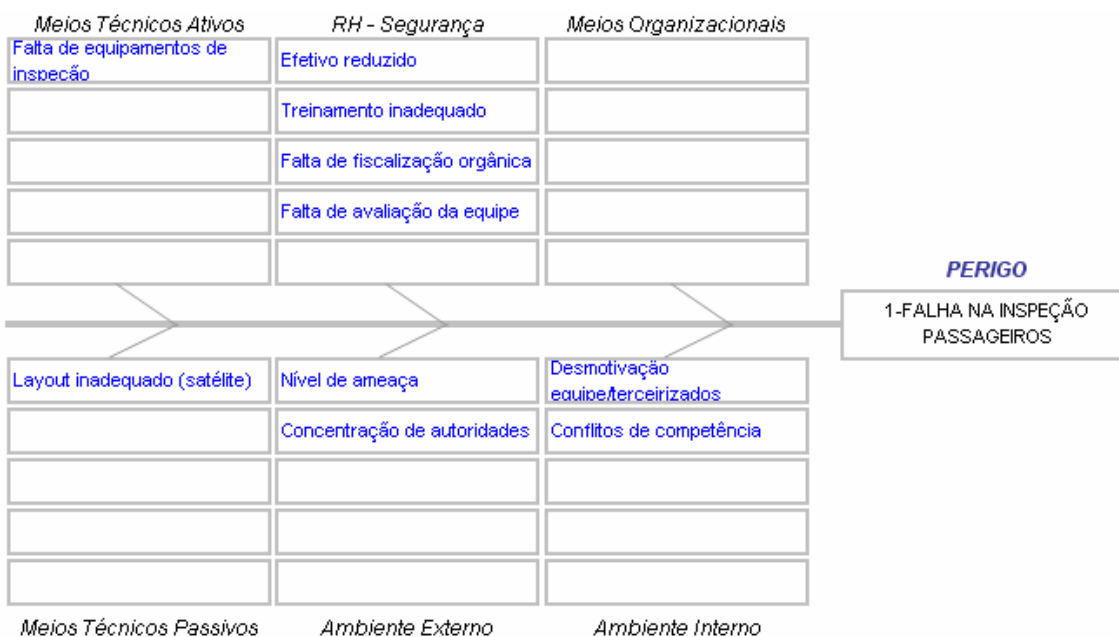 Meios Técnicos Ativos
RH - Segurança
Meios Organizacionais
Falta de equipamentos de
inspeção
Efetivo reduzido
Treinamento inadequado
Falta de fiscalização orgânica
Falta de avaliação da equipe
PERIGO
1-FALHA NA INSPEÇÃO
PASSAGEIROS
Layout inadequado (satélite)
Nível de ameaça
Desmotivação
equipe/terceirizados
Concentração de autoridades
Conflitos de competência
Meios Técnicos Passivos
Ambiente Externo
Ambiente Interno